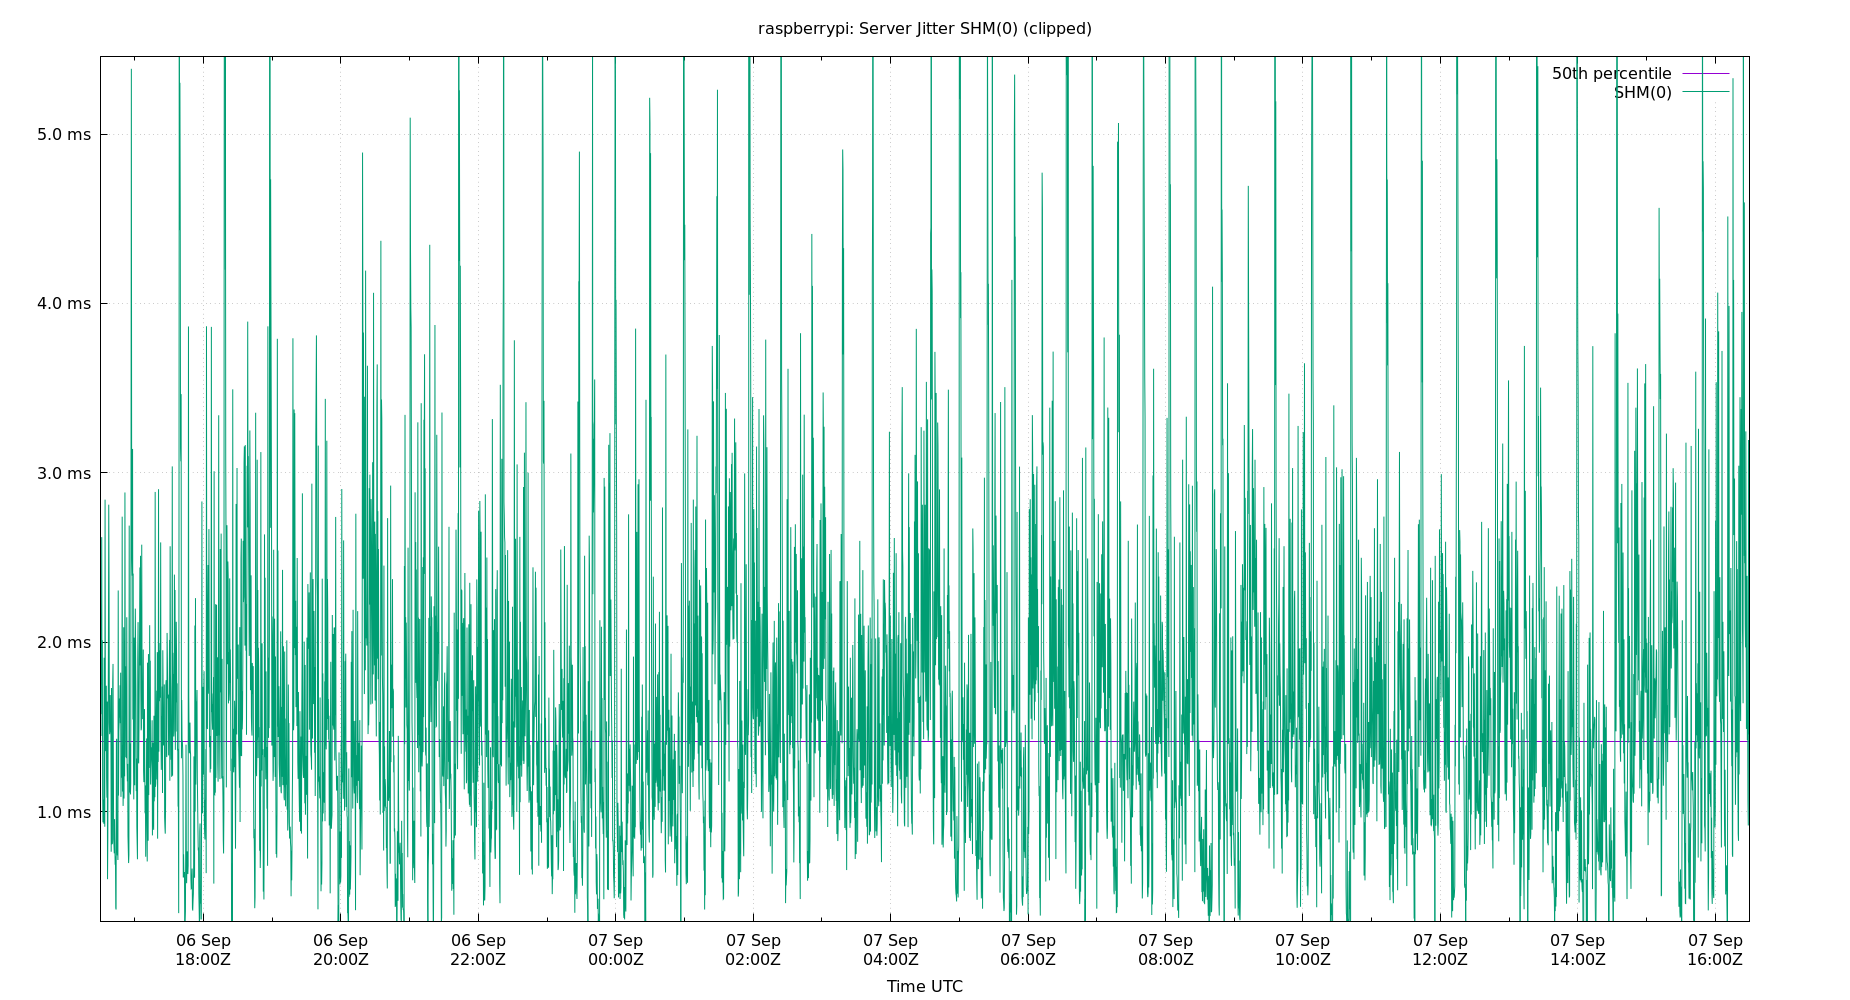 raspberrypi: Server Jitter SHM(0) (clipped)
50th percentile
SHM(0)
5.0 ms
4.0 ms
3.0 ms
2.0 ms
1.0 ms
06 Sep 06 Sep 06 Sep 07 Sep 07 Sep 07 Sep 07 Sep 07 Sep 07 Sep 07 Sep 07 Sep 07 Sep
18:00Z 20:00Z 22:00Z 00:00Z 02:00Z 04:00Z 06:00Z 08:00Z 10:00Z 12:00Z 14:00Z 16:00Z
Time UTC